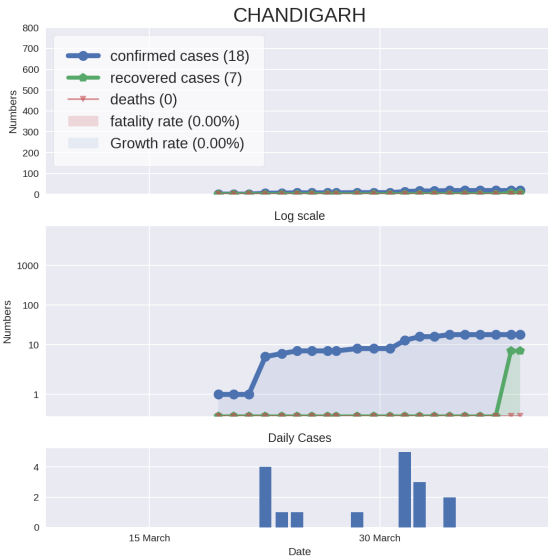 CHANDIGARH
800
700
600
500
400
300
200
100
0
Numbers
confirmed cases (18)
recovered cases (7)
deaths (0)
fatality rate (0.00%)
Growth rate (0.00%)
Log scale
1000
100
10
1
Numbers
Daily Cases
4
2
0
15 March
30 March
Date